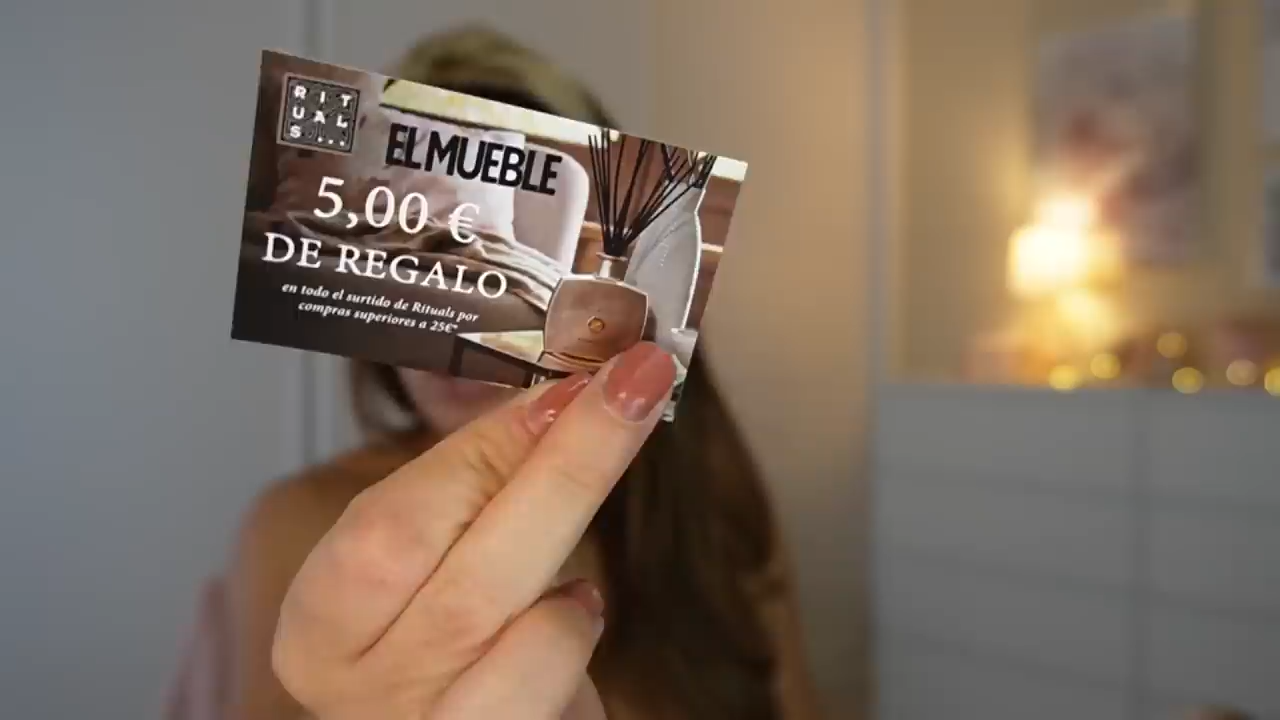 RIT
UAL
S...
EL MUEBLE
5,00 €
DE REGALO
en todo el surtido de Rituals por
compras superiores a 25€*